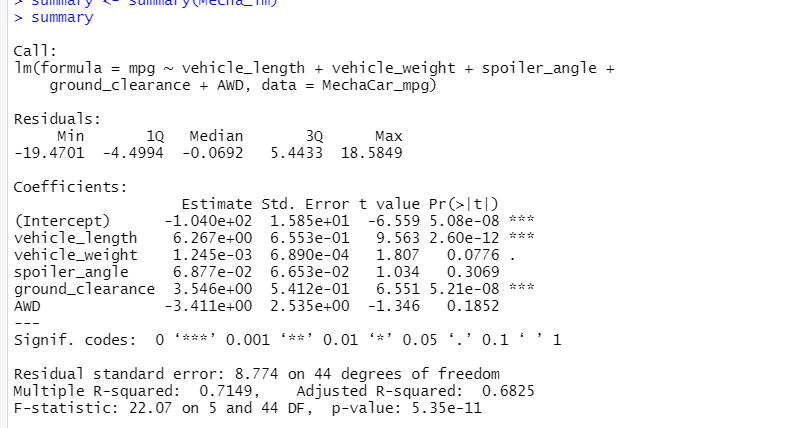 > summary <- summary(Mecha_lm)
> summary
Call:
lm(formula = mpg ~ vehicle_length + vehicle_weight + spoiler_angle +
    ground_clearance + AWD, data = MechaCar_mpg)
Residuals:
     Min       1Q   Median       3Q      Max
-19.4701  -4.4994  -0.0692   5.4433  18.5849
Coefficients:
                   Estimate Std. Error t value Pr(>|t|)
(Intercept)      -1.040e+02  1.585e+01  -6.559 5.08e-08 ***
vehicle_length    6.267e+00  6.553e-01   9.563 2.60e-12 ***
vehicle_weight    1.245e-03  6.890e-04   1.807   0.0776 .
spoiler_angle     6.877e-02  6.653e-02   1.034   0.3069
ground_clearance  3.546e+00  5.412e-01   6.551 5.21e-08 ***
AWD              -3.411e+00  2.535e+00  -1.346   0.1852
---
Signif. codes:  0 ‘***’ 0.001 ‘**’ 0.01 ‘*’ 0.05 ‘.’ 0.1 ‘ ’ 1
Residual standard error: 8.774 on 44 degrees of freedom
Multiple R-squared:  0.7149,    Adjusted R-squared:  0.6825
F-statistic: 22.07 on 5 and 44 DF,  p-value: 5.35e-11